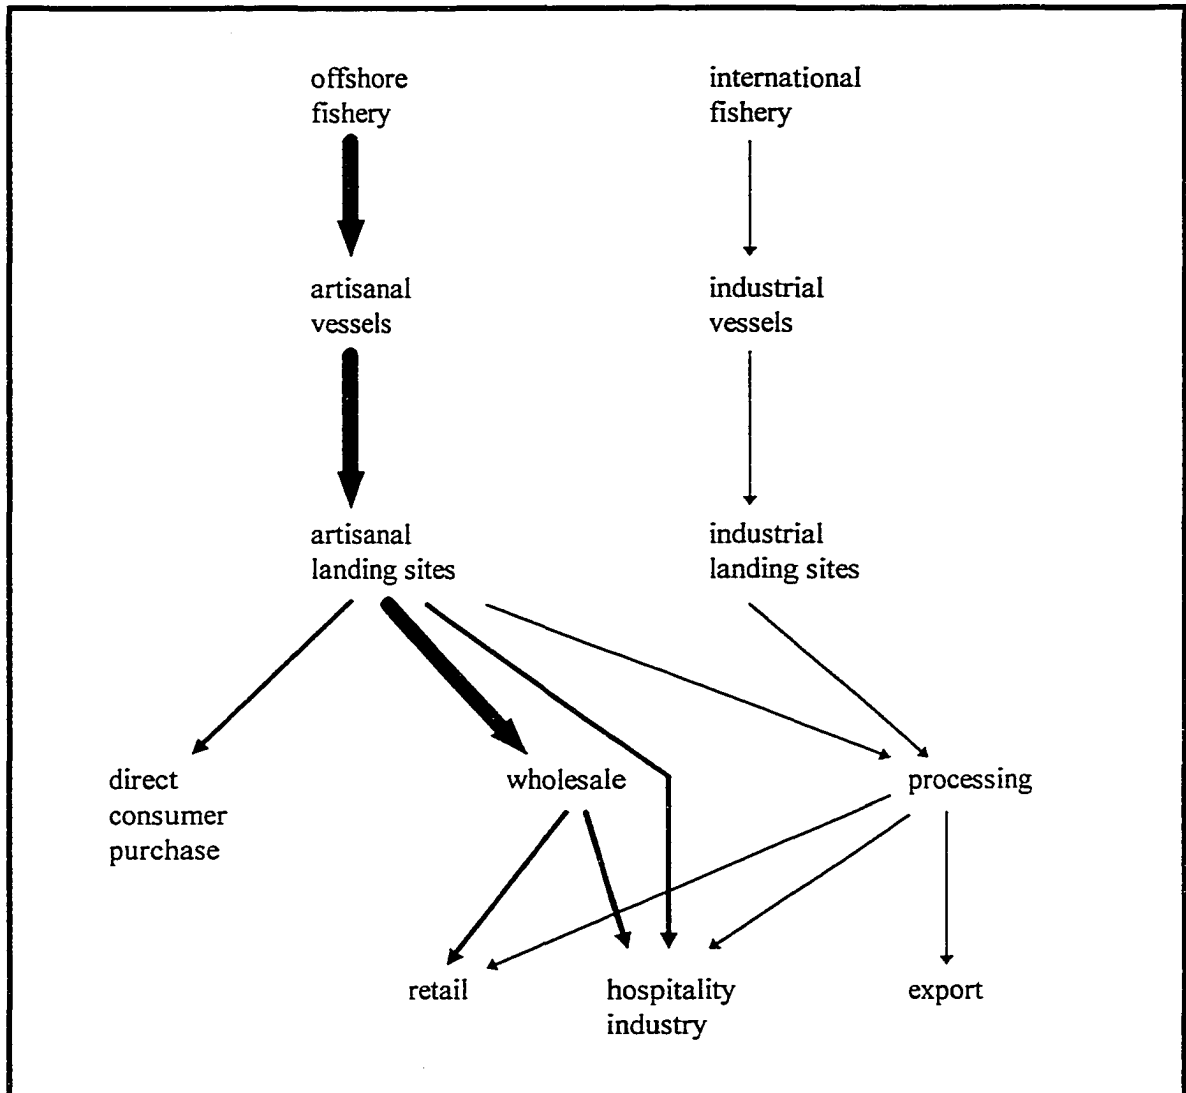 offshore
fishery
international
fishery
artisanal
vessels
industrial
vessels
artisanal
landing sites
industrial
landing sites
direct
consumer
purchase
wholesale
processing
retail
hospitality
industry
export